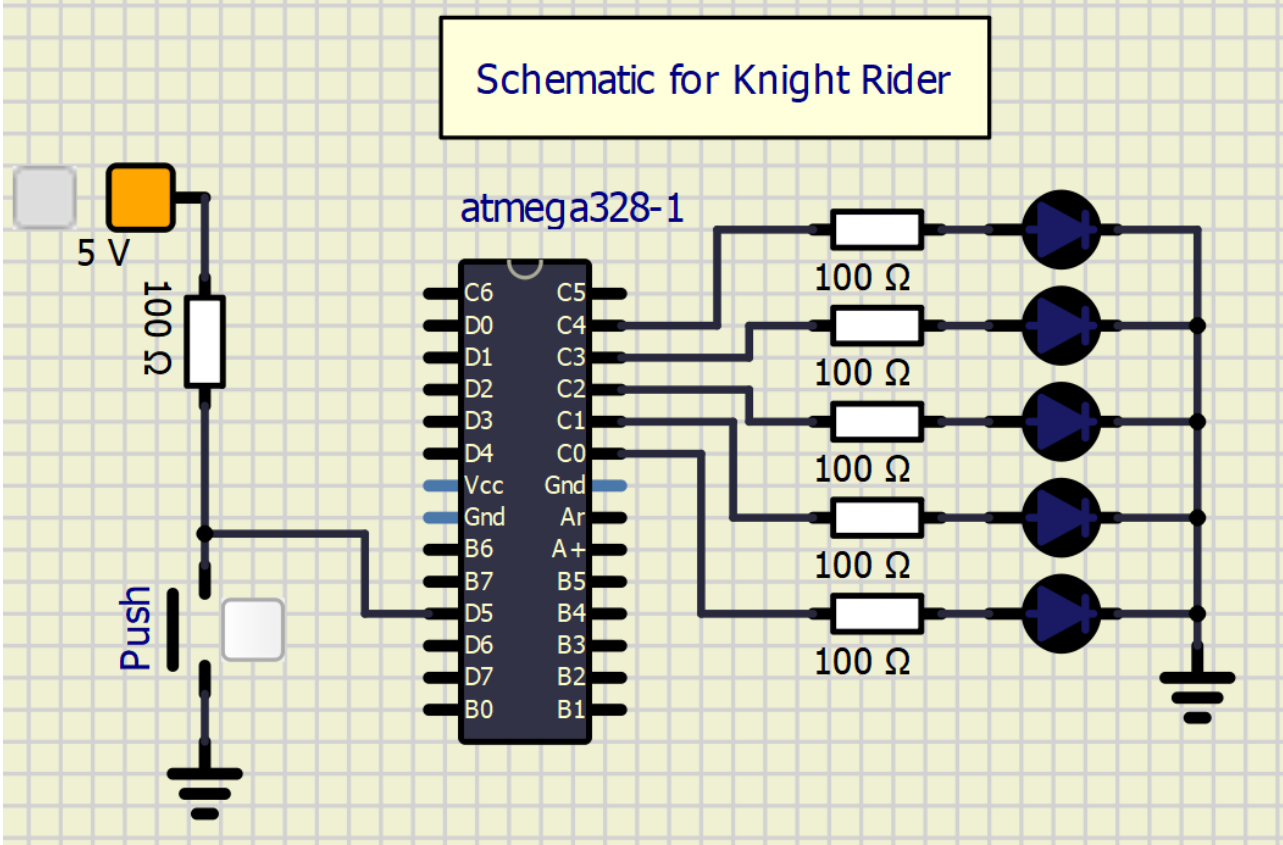 Schematic for Knight Rider
5 V
100 Ω
Push
atmega328-1
C6 C5
D0 C4
D1 C3
D2 C2
D3 C1
D4 C0
Vcc Gnd
Gnd Ar
B6 A+
B7 B5
D5 B4
D6 B3
D7 B2
B0 B1
100 Ω
100 Ω
100 Ω
100 Ω
100 Ω